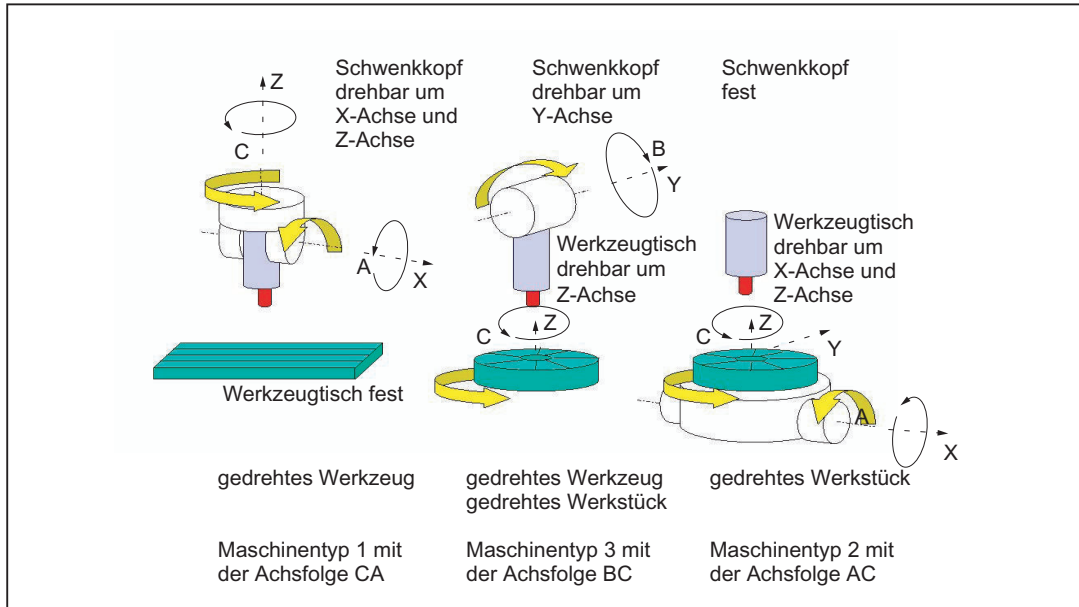 Schwenkkopf
drehbar um
X-Achse und
Z-Achse
Z
C
A
X
Werkzeugtisch fest
gedrehtes Werkzeug
Maschinentyp 1 mit
der Achsfolge CA
Schwenkkopf
drehbar um
Y-Achse
B
Y
Werkzeugtisch
drehbar um
Z-Achse
C
Z
gedrehtes Werkzeug
gedrehtes Werkstück
Maschinentyp 3 mit
der Achsfolge BC
Schwenkkopf
fest
Werkzeugtisch
drehbar um
X-Achse und
Z-Achse
C
Z
Y
A
X
gedrehtes Werkstück
Maschinentyp 2 mit
der Achsfolge AC